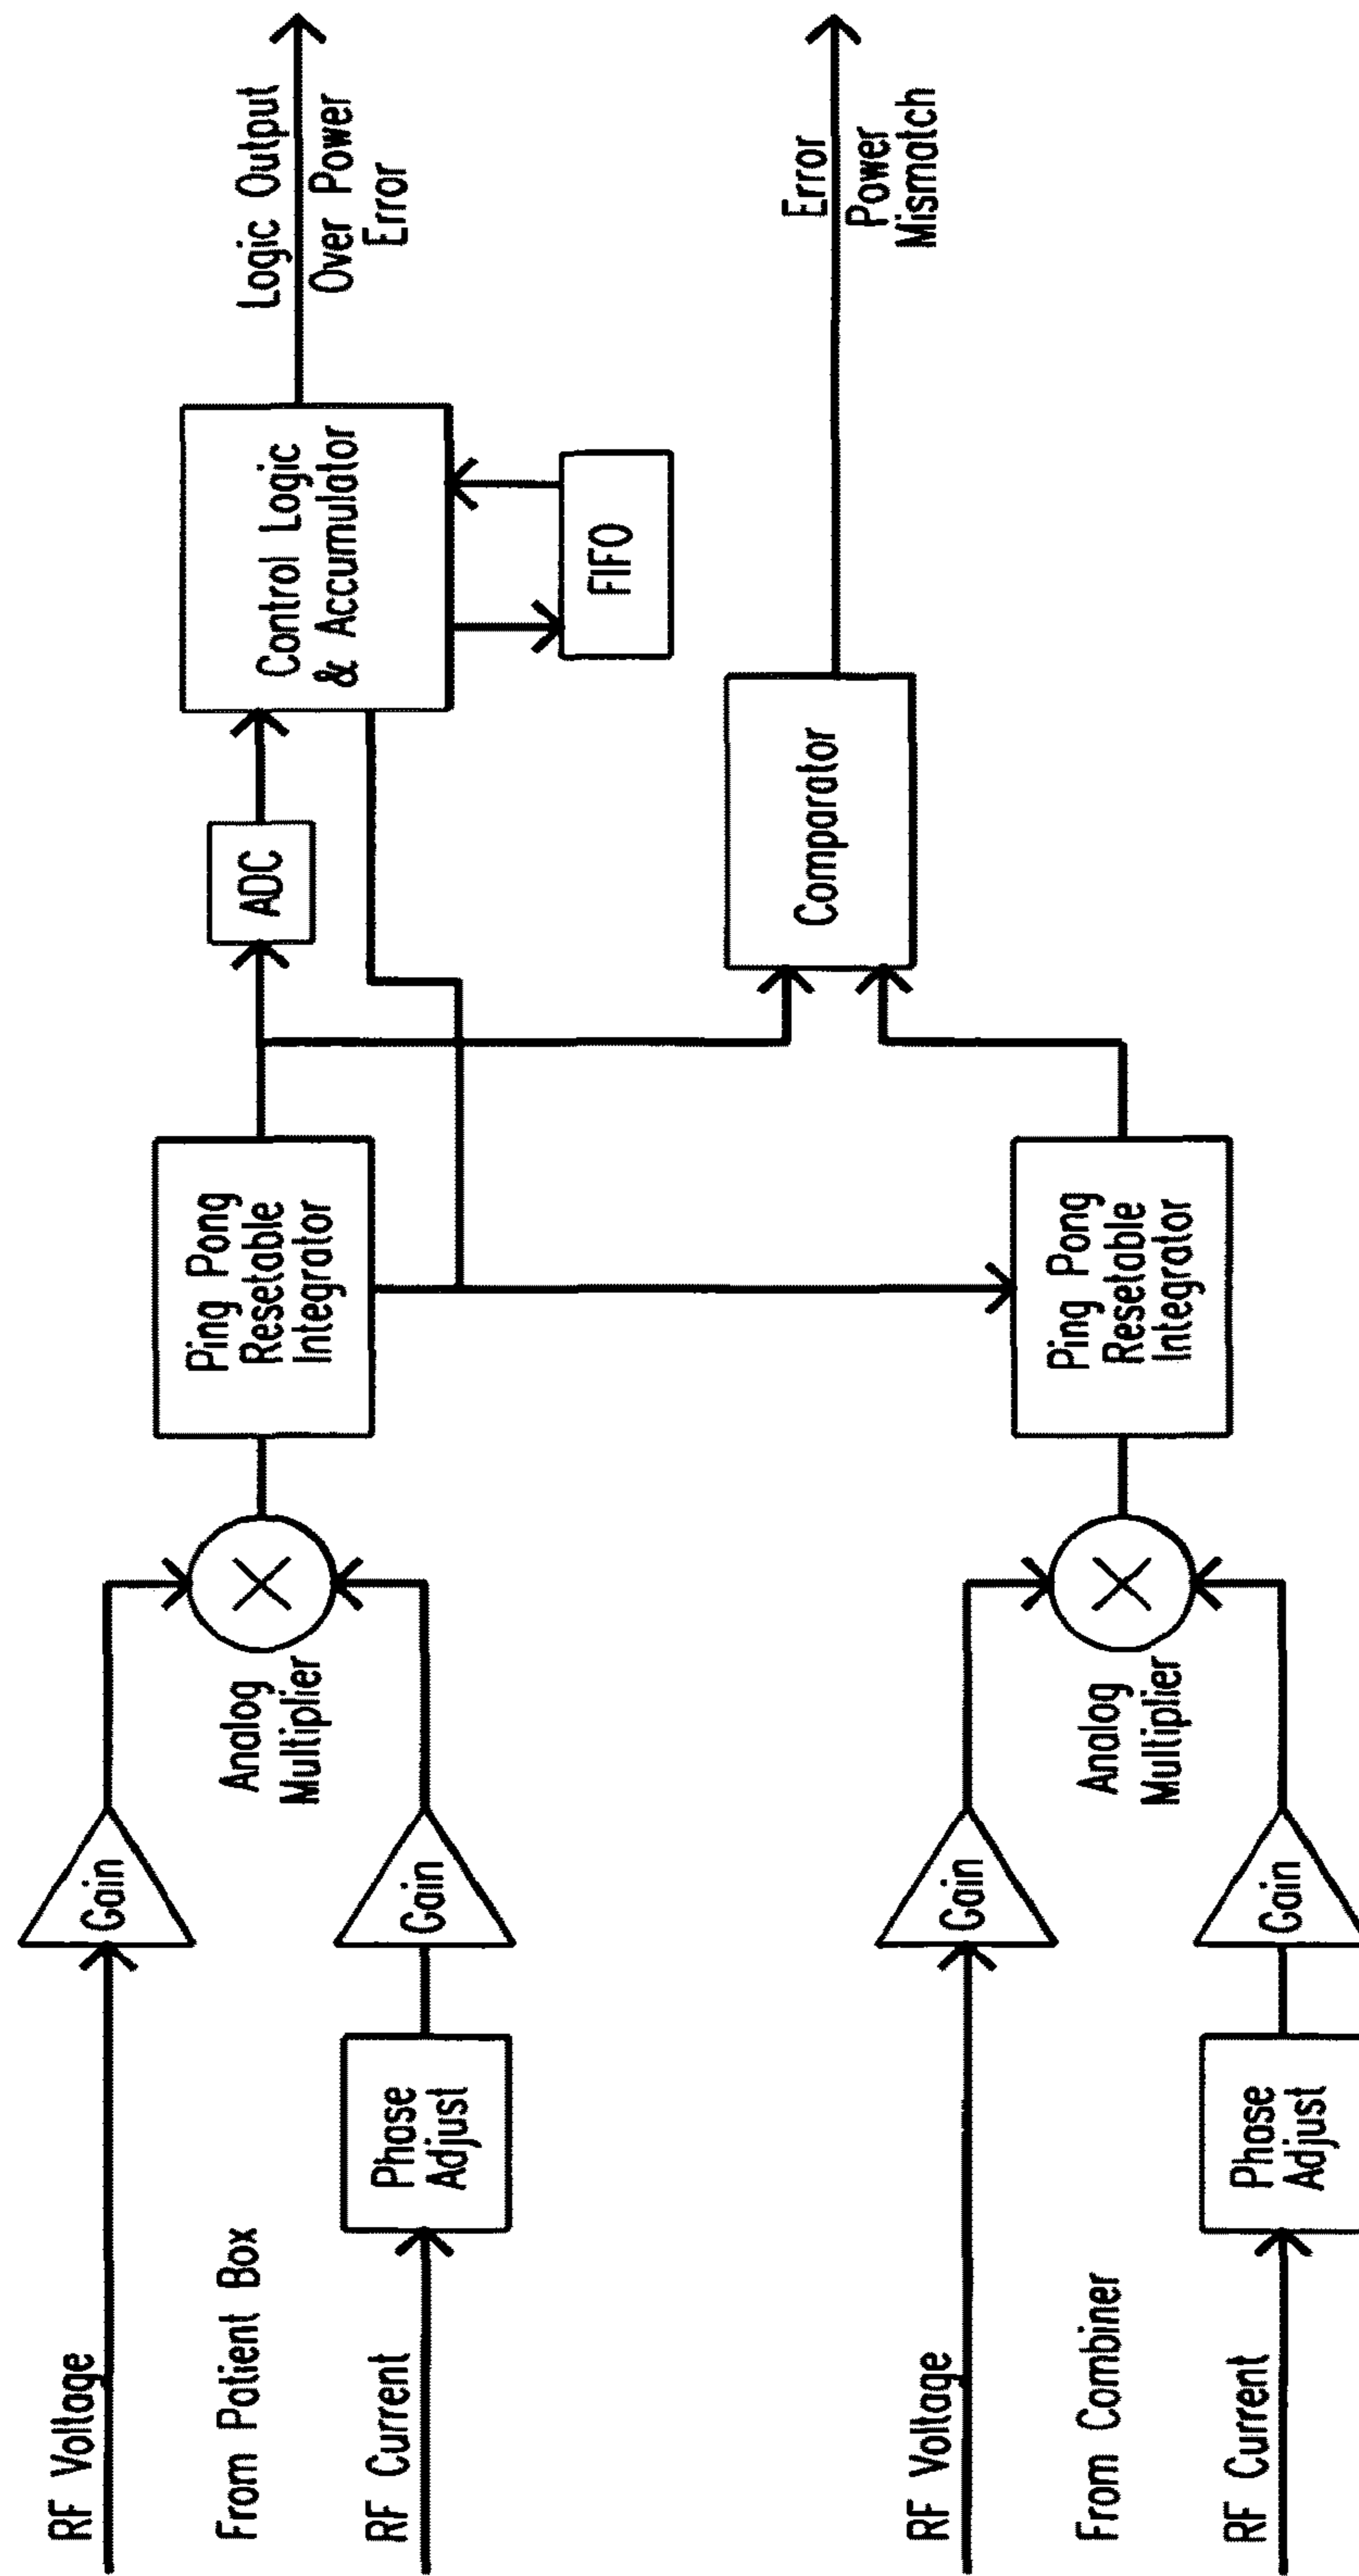 RF Voltage
From Patient Box
RF Current
Phase
Adjust
Gain
Gain
Analog
Multiplier
Ping Pong
Resetable
Integrator
ADC
Control Logic
& Accumulator
FIFO
Logic Output
Over Power
Error
RF Voltage
From Combiner
RF Current
Phase
Adjust
Gain
Gain
Analog
Multiplier
Ping Pong
Resetable
Integrator
Comparator
Error
Power
Mismatch